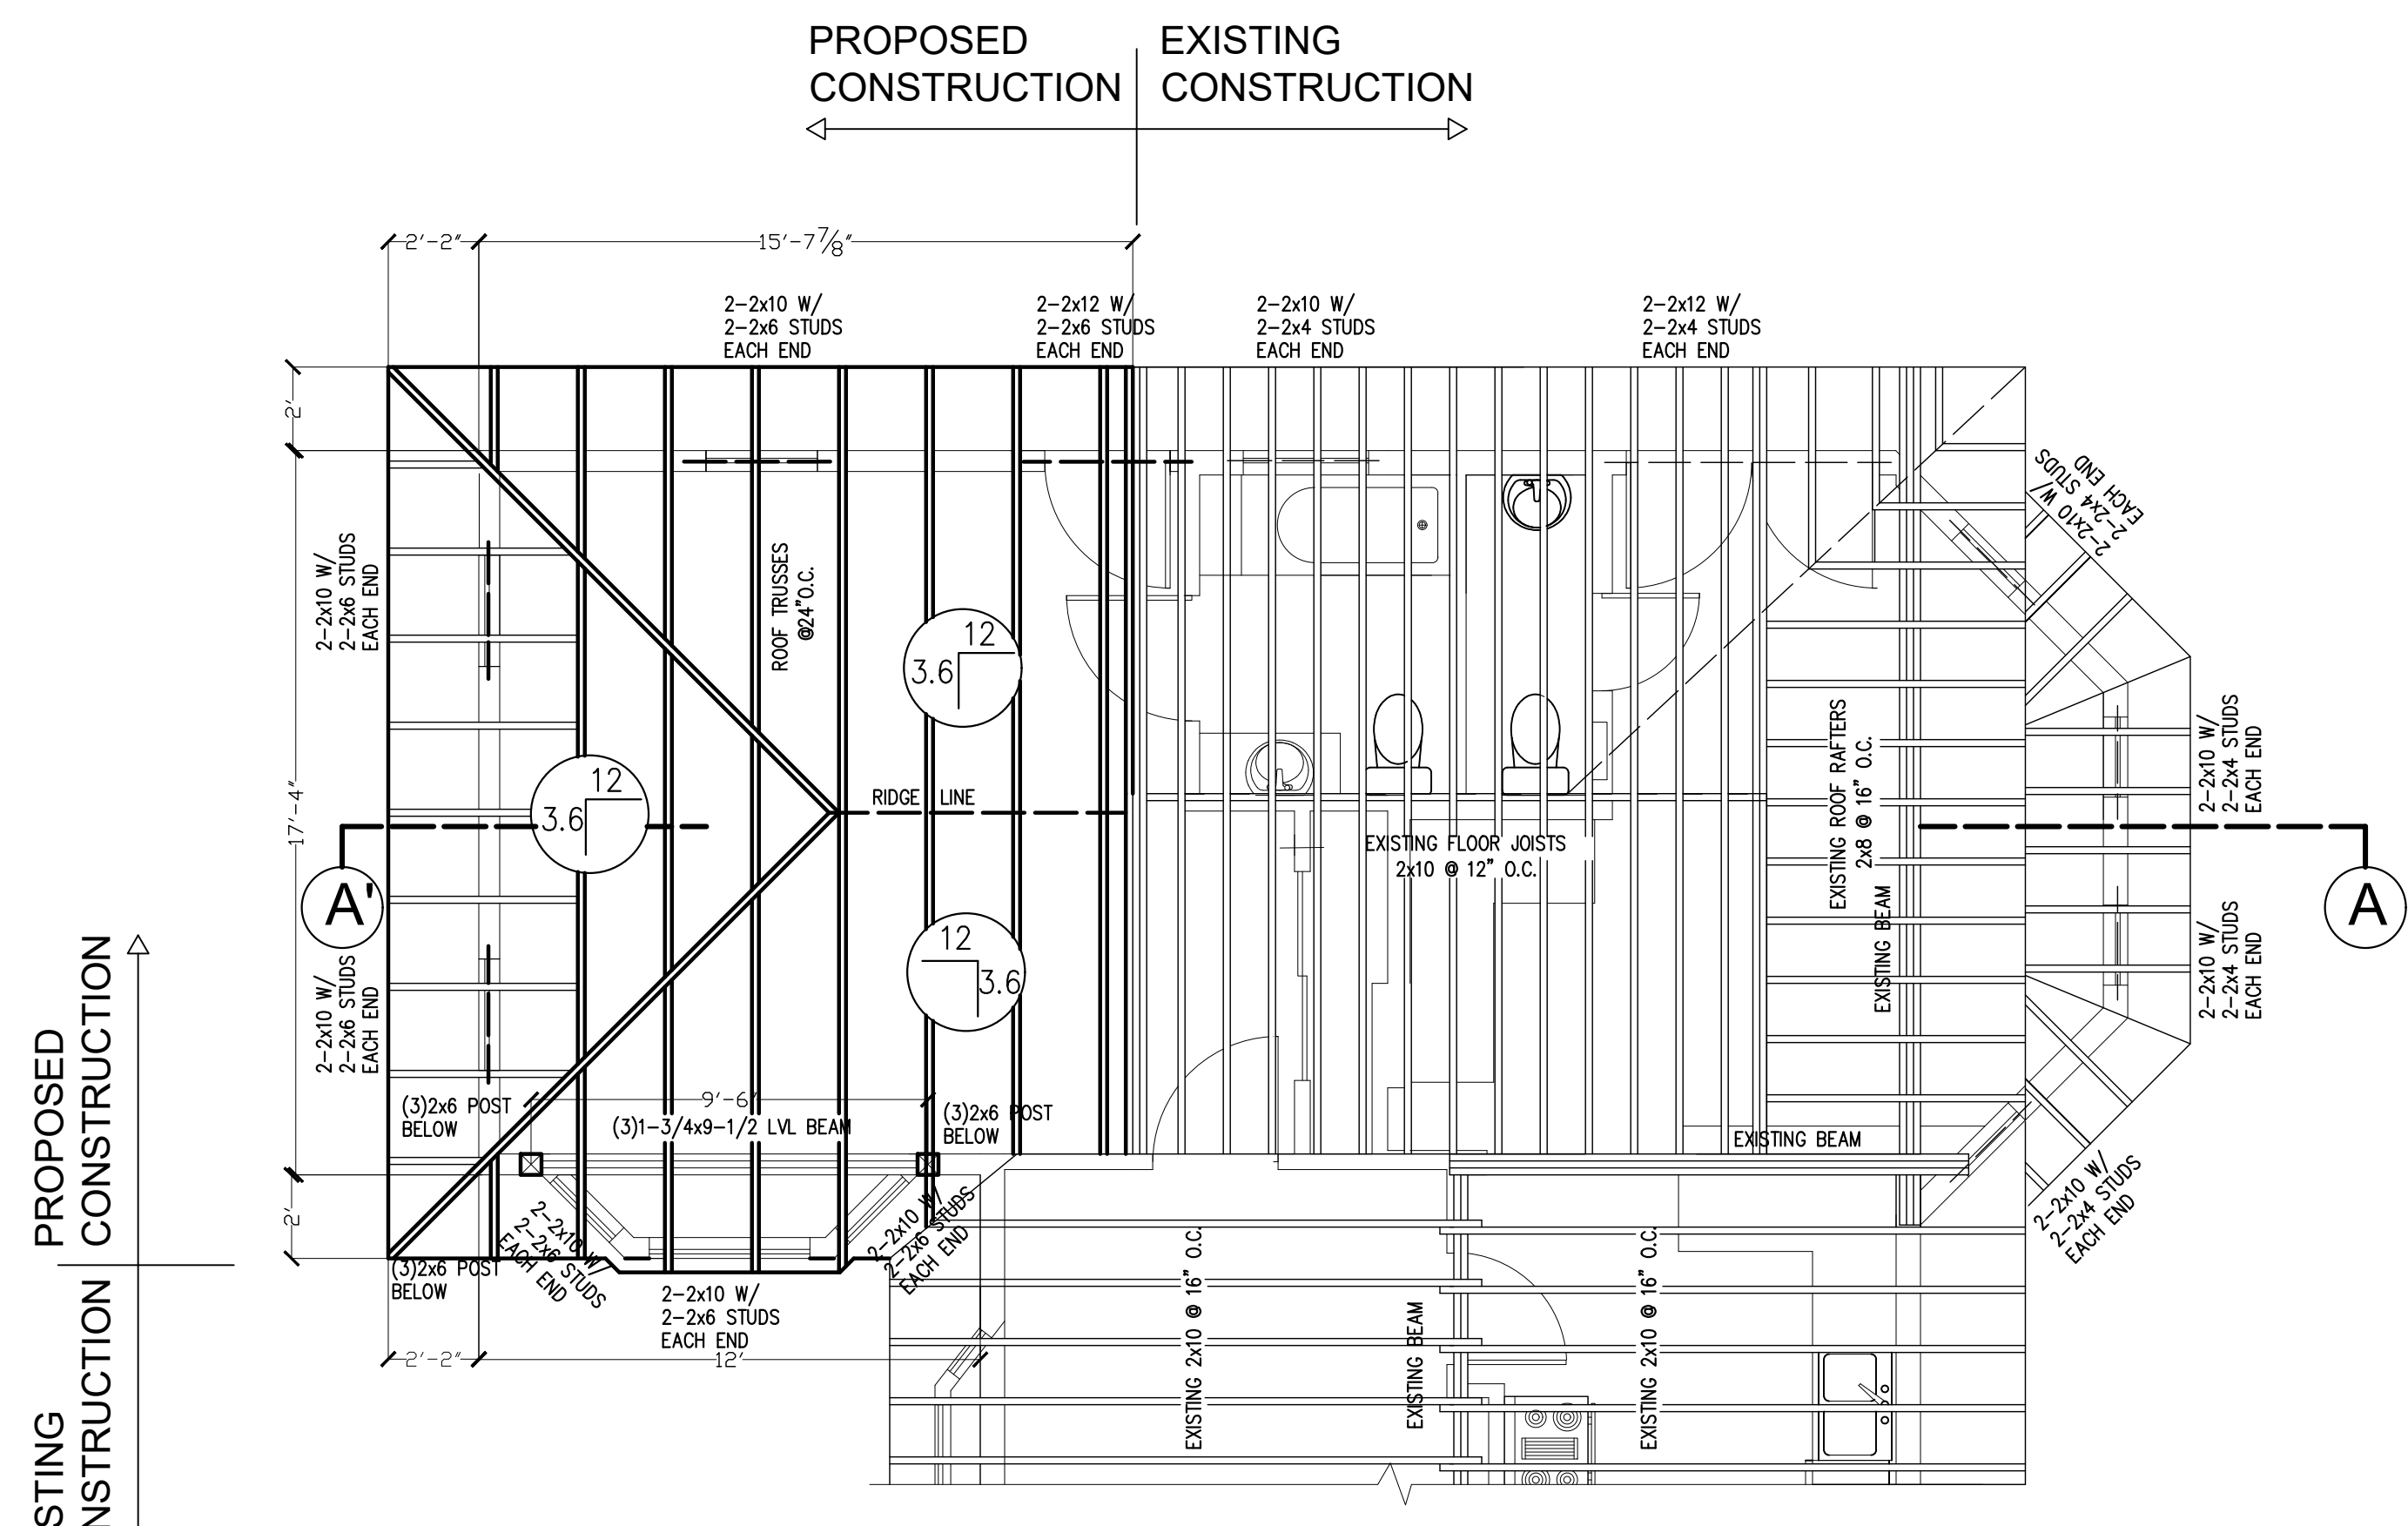 PROPOSED
CONSTRUCTION
EXISTING
CONSTRUCTION
2'-2"
15'-7 7/8"
2-2x10 W/
2-2x6 STUDS
EACH END
2-2x12 W/
2-2x6 STUDS
EACH END
2-2x10 W/
2-2x4 STUDS
EACH END
2-2x12 W/
2-2x4 STUDS
EACH END
2'
17'-4"
2'
2-2x10 W/
2-2x6 STUDS
EACH END
2-2x10 W/
2-2x6 STUDS
EACH END
ROOF TRUSSES
@24"O.C.
12
3.6
12
3.6
12
3.6
RIDGE LINE
A'
A
2-2x10 W/
2-2x4 STUDS
EACH END
2-2x10 W/
2-2x4 STUDS
EACH END
2-2x10 W/
2-2x4 STUDS
EACH END
2-2x10 W/
2-2x4 STUDS
EACH END
EXISTING ROOF RAFTERS
2x8 @ 16" O.C.
EXISTING BEAM
EXISTING FLOOR JOISTS
2x10 @ 12" O.C.
EXISTING BEAM
(3)2x6 POST
BELOW
9'-6"
(3)1-3/4x9-1/2 LVL BEAM
(3)2x6 POST
BELOW
2-2x10 W/
2-2x6 STUDS
EACH END
2-2x10 W/
2-2x6 STUDS
EACH END
(3)2x6 POST
BELOW
2-2x10 W/
2-2x6 STUDS
EACH END
2'-2"
12'
EXISTING 2x10 @ 16" O.C.
EXISTING BEAM
EXISTING 2x10 @ 16" O.C.
PROPOSED
CONSTRUCTION
STING
NSTRUCTION